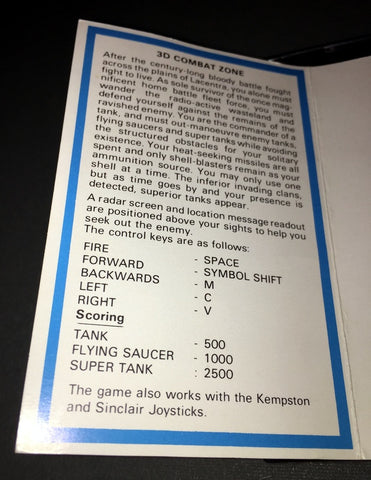 3D COMBAT ZONE
After the century-long bloody battle fought
across the plains of Lacentra, you alone must
fight to live. As sole survivor of the once mag-
nificent home battle fleet force, you must
wander the radio-active wasteland and
defend yourself against the remains of the
ravished enemy. You are the commander of a
tank, and must out-manoeuvre enemy tanks,
flying saucers and super tanks while avoiding
the structured obstacles for your solitary
existence. Your heat-seeking missiles are all
spent and only shell-blasters remain as your
ammunition source. You may only use one
shell at a time. The inferior invading clans,
but as time goes by and your presence is
detected, superior tanks appear.
A radar screen and location message readout
are positioned above your sights to help you
seek out the enemy.
The control keys are as follows:
FIRE - SPACE
FORWARD - SYMBOL SHIFT
BACKWARDS - M
LEFT - C
RIGHT - V
Scoring
TANK - 500
FLYING SAUCER - 1000
SUPER TANK : 2500
The game also works with the Kempston
and Sinclair Joysticks.